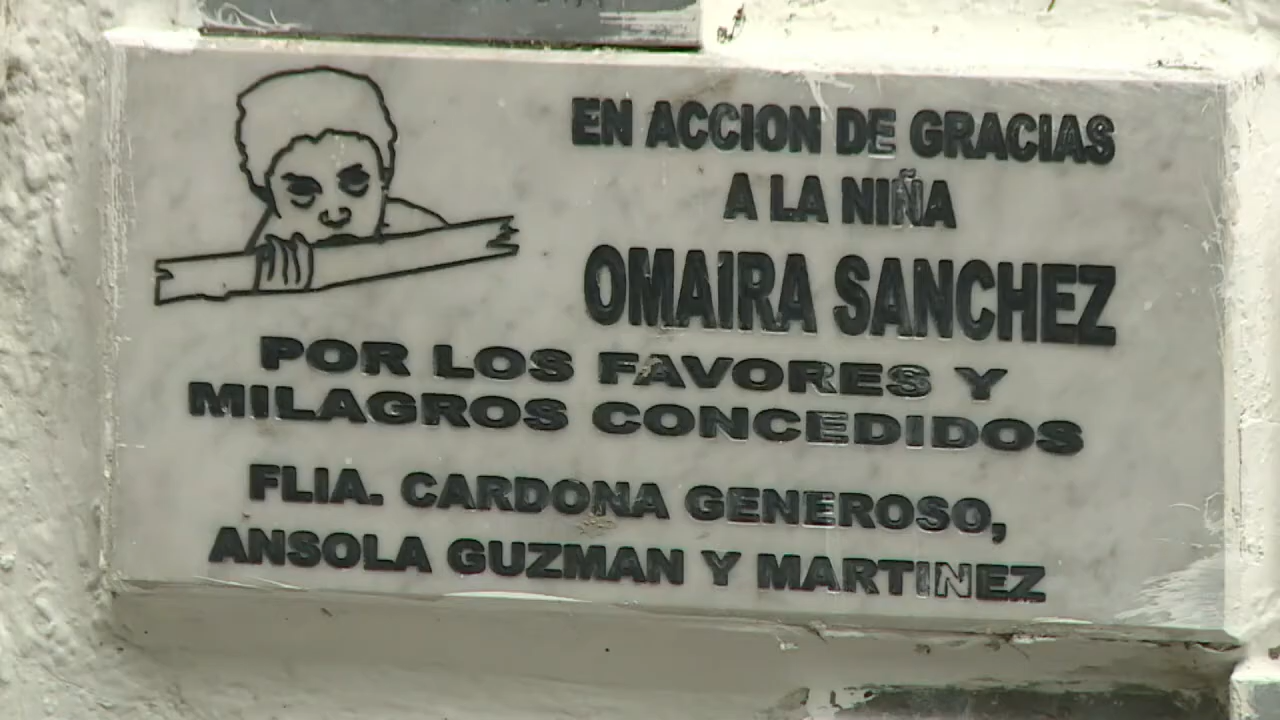 EN ACCION DE GRACIAS
A LA NIÑA
OMAIRA SANCHEZ
POR LOS FAVORES Y
MILAGROS CONCEDIDOS
FLIA. CARDONA GENEROSO,
ANSOLA GUZMAN Y MARTINEZ